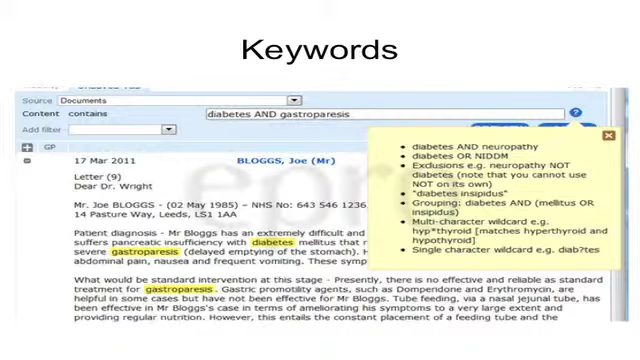 Keywords
Source Documents
Content contains diabetes AND gastroparesis
Add filter
GP
17 Mar 2011 BLOGGS, Joe (Mr)
Letter (9)
Dear Dr. Wright
Mr. Joe BLOGGS - (02 May 1985) - NHS No: 643 546 1236
14 Pasture Way, Leeds, LS1 1AA
Patient diagnosis - Mr Bloggs has an extremely difficult and
suffers pancreatic insufficiency with diabetes mellitus that
severe gastroparesis (delayed emptying of the stomach).
abdominal pain, nausea and frequent vomiting. These
What would be standard intervention at this stage - Presently, there is no effective and reliable as standard
treatment for gastroparesis. Gastric promotility agents, such as Domperidone and Erythromycin, are
helpful in some cases but have not been effective for Mr Bloggs. Tube feeding, via a nasal jejunal tube, has
been effective in Mr Bloggs's case in terms of ameliorating his symptoms to a very large extent and
providing regular nutrition. However, this entails the constant placement of a feeding tube and the
• diabetes AND neuropathy
• diabetes OR NIDDM
• Exclusions e.g. neuropathy NOT
diabetes (note that you cannot use
NOT on its own)
• "diabetes insipidus"
• Grouping: diabetes AND (mellitus OR
insipidus)
• Multi-character wildcard e.g.
hyp*thyroid [matches hyperthyroid and
hypothyroid]
• Single character wildcard e.g. diab?tes